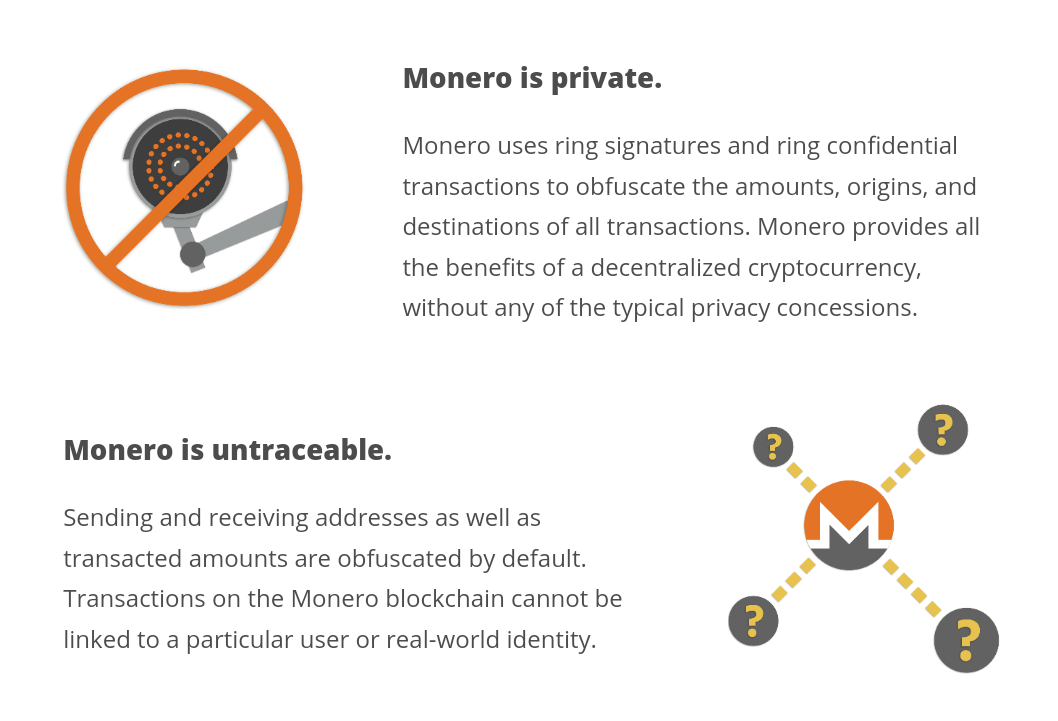 Monero is private.
Monero uses ring signatures and ring confidential
transactions to obfuscate the amounts, origins, and
destinations of all transactions. Monero provides all
the benefits of a decentralized cryptocurrency,
without any of the typical privacy concessions.
Monero is untraceable.
Sending and receiving addresses as well as
transacted amounts are obfuscated by default.
Transactions on the Monero blockchain cannot be
linked to a particular user or real-world identity.
?
?
?
?